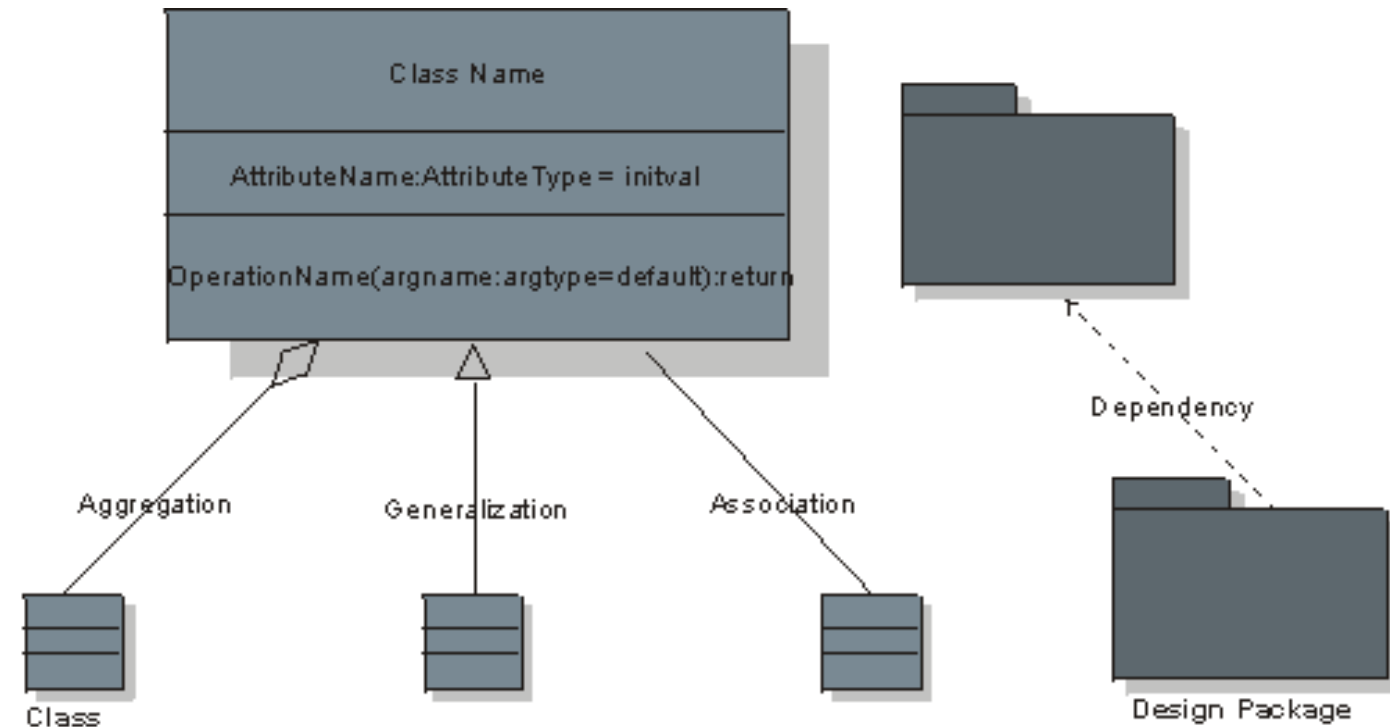 Class Name
AttributeName:AttributeType= initval
OperationName(argname:argtype=default):return
Dependency
Aggregation
Generalization
Association
Class
Design Package